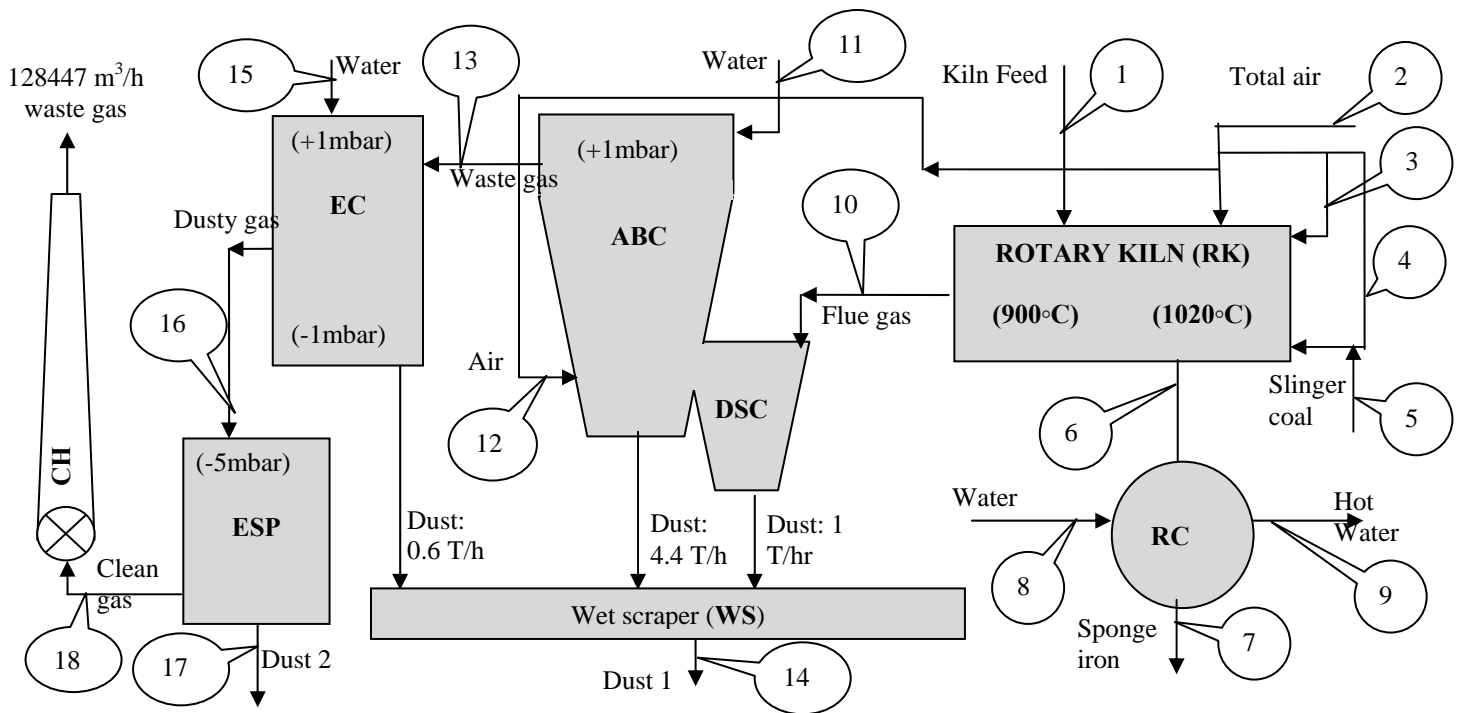 128447 m³/h
waste gas
15
Water
13
Water
11
Kiln Feed
1
Total air
2
(+1mbar)
EC
(-1mbar)
Waste gas
(+1mbar)
ABC
10
3
4
Dusty gas
ROTARY KILN (RK)
(900◦C) (1020◦C)
Flue gas
16
Air
12
DSC
6
Slinger
coal
5
CH
(-5mbar)
ESP
Dust:
0.6 T/h
Dust:
4.4 T/h
Dust: 1
T/hr
Water
8
RC
Hot
Water
9
Clean
gas
18
17
Dust 2
Wet scraper (WS)
Dust 1
14
Sponge
iron
7